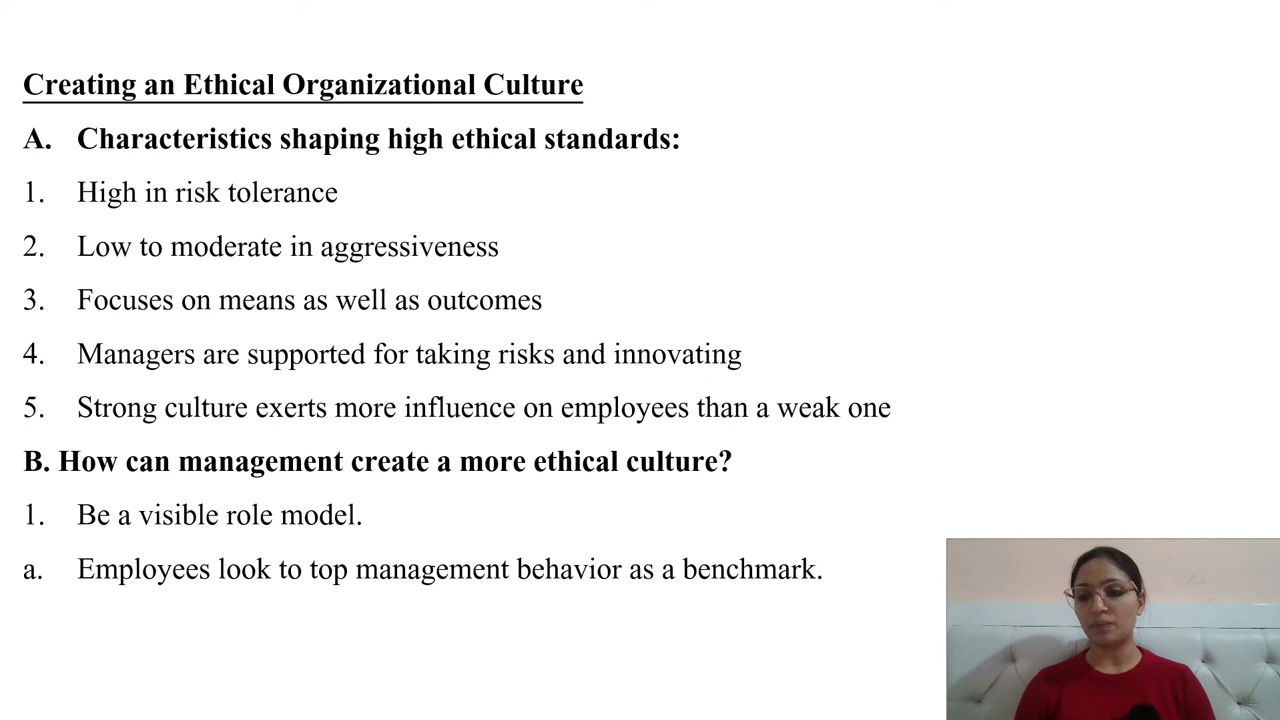 Creating an Ethical Organizational Culture
A. Characteristics shaping high ethical standards:
1. High in risk tolerance
2. Low to moderate in aggressiveness
3. Focuses on means as well as outcomes
4. Managers are supported for taking risks and innovating
5. Strong culture exerts more influence on employees than a weak one
B. How can management create a more ethical culture?
1. Be a visible role model.
a. Employees look to top management behavior as a benchmark.